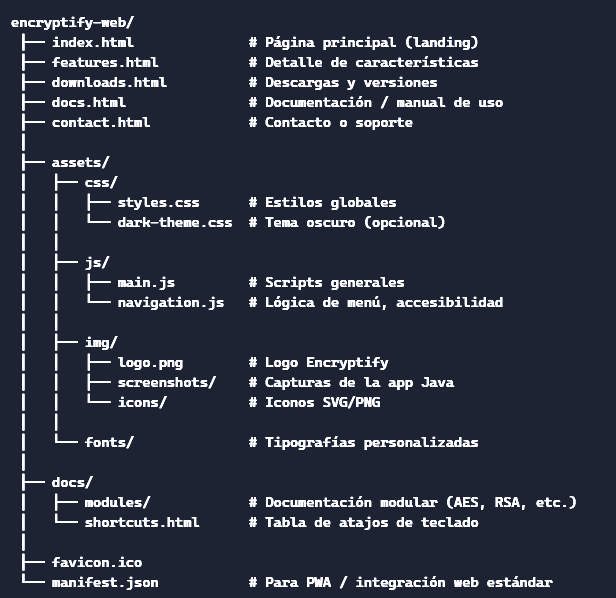 encryptify-web/
├── index.html              # Página principal (landing)
├── features.html           # Detalle de características
├── downloads.html          # Descargas y versiones
├── docs.html               # Documentación / manual de uso
├── contact.html            # Contacto o soporte
│
├── assets/
│   ├── css/
│   │   ├── styles.css      # Estilos globales
│   │   └── dark-theme.css  # Tema oscuro (opcional)
│   │
│   ├── js/
│   │   ├── main.js         # Scripts generales
│   │   └── navigation.js   # Lógica de menú, accesibilidad
│   │
│   ├── img/
│   │   ├── logo.png        # Logo Encryptify
│   │   ├── screenshots/    # Capturas de la app Java
│   │   └── icons/          # Iconos SVG/PNG
│   │
│   └── fonts/              # Tipografías personalizadas
│
├── docs/
│   ├── modules/            # Documentación modular (AES, RSA, etc.)
│   └── shortcuts.html      # Tabla de atajos de teclado
│
├── favicon.ico
└── manifest.json           # Para PWA / integración web estándar